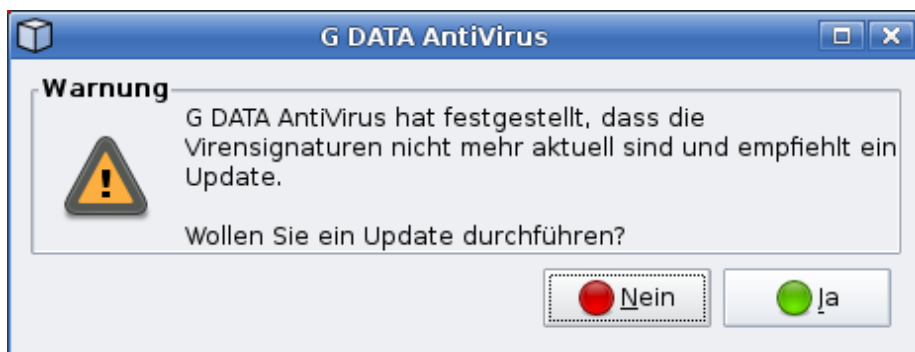 G DATA AntiVirus
Warnung
G DATA AntiVirus hat festgestellt, dass die
Virensignaturen nicht mehr aktuell sind und empfiehlt ein
Update.
Wollen Sie ein Update durchführen?
Nein
Ja